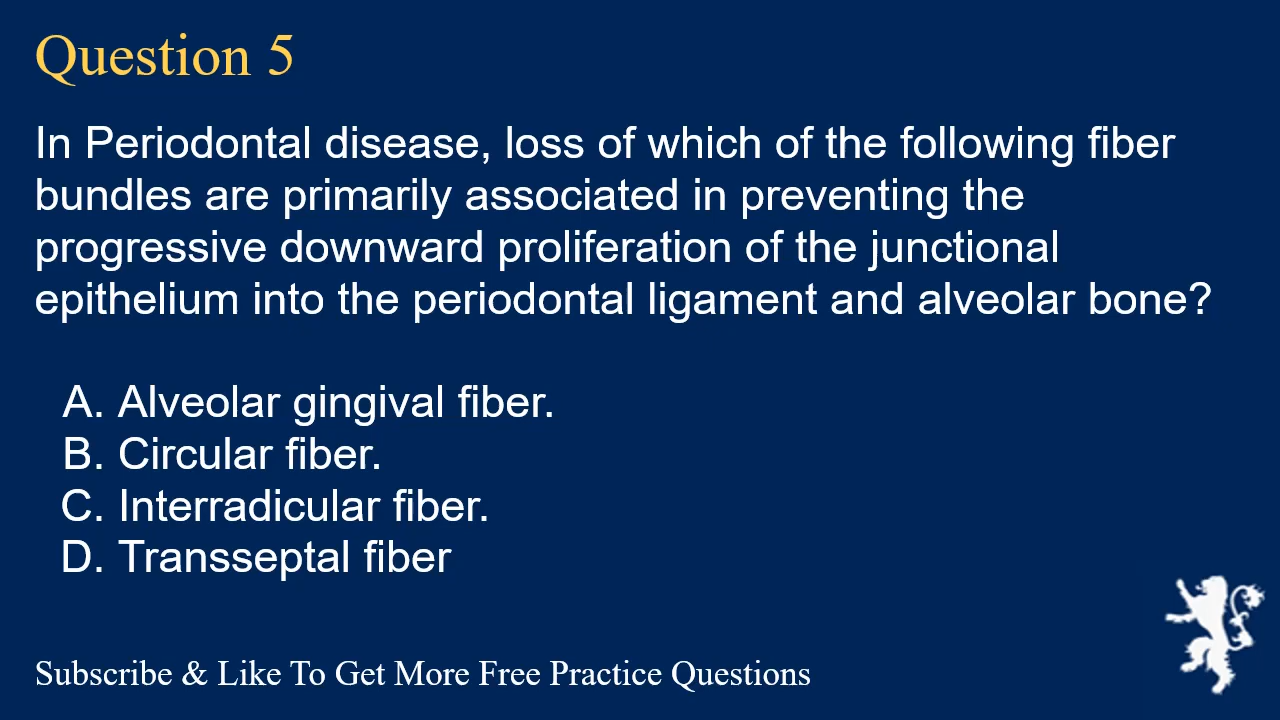 Question 5
In Periodontal disease, loss of which of the following fiber
bundles are primarily associated in preventing the
progressive downward proliferation of the junctional
epithelium into the periodontal ligament and alveolar bone?
A. Alveolar gingival fiber.
B. Circular fiber.
C. Interradicular fiber.
D. Transseptal fiber
Subscribe & Like To Get More Free Practice Questions